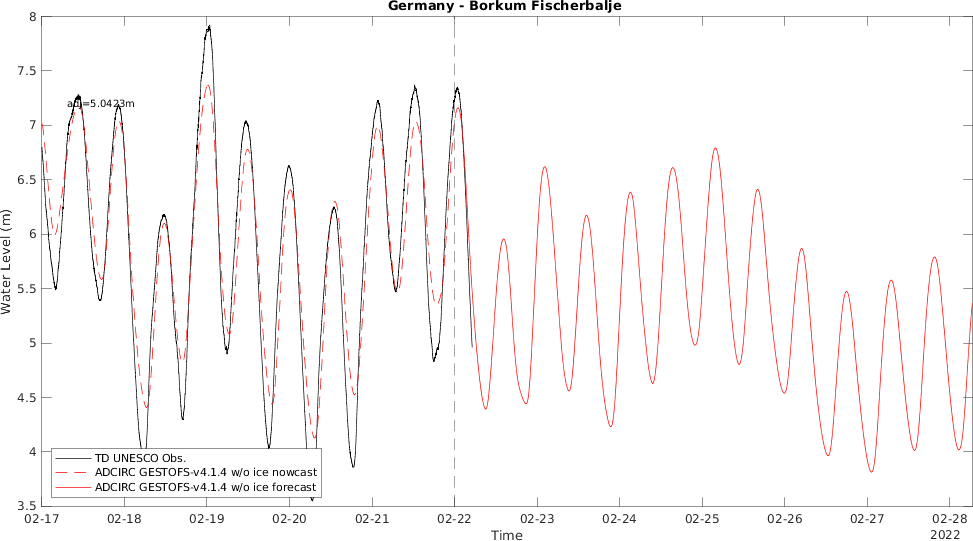 Germany - Borkum Fischerbalje
8
7.5
7
6.5
6
5.5
5
4.5
4
3.5
Water Level (m)
TD UNESCO Obs.
ADCIRC GESTOFS-v4.1.4 w/o ice nowcast
ADCIRC GESTOFS-v4.1.4 w/o ice forecast
02-17 02-18 02-19 02-20 02-21 02-22 02-23 02-24 02-25 02-26 02-27 02-28
2022
Time